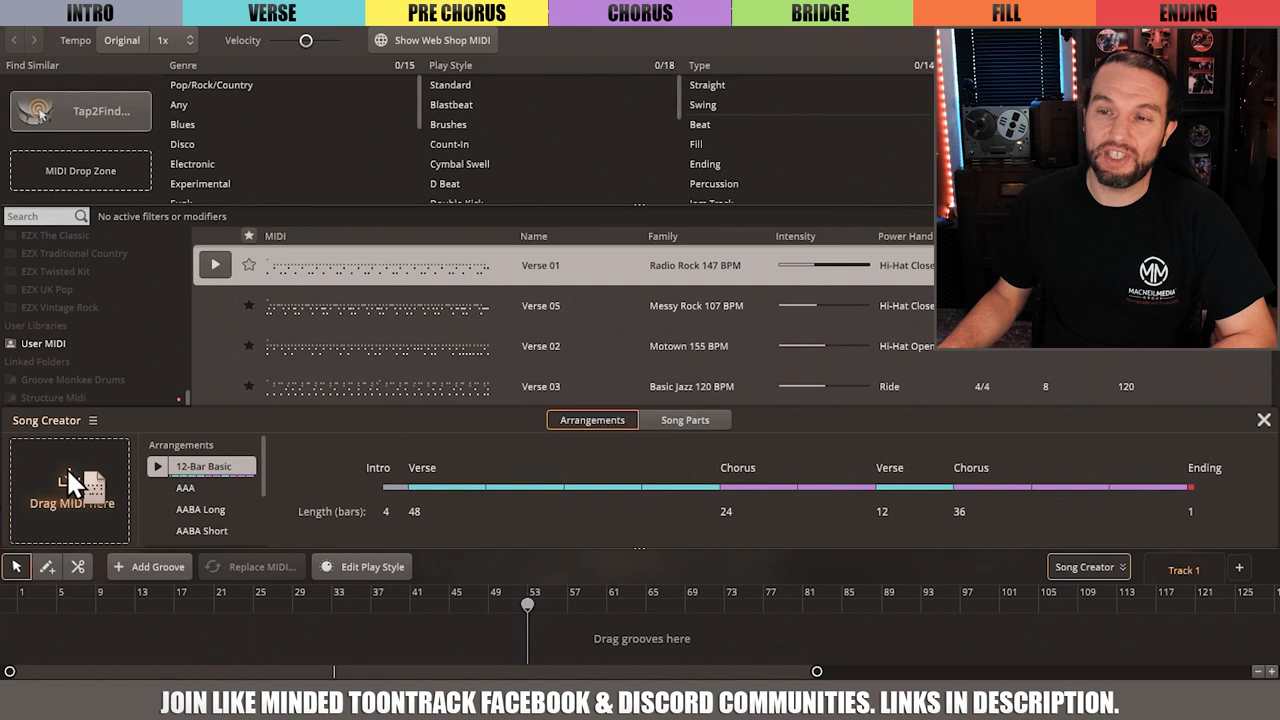 INTRO VERSE PRE CHORUS CHORUS BRIDGE FILL ENDING
Tempo Original 1x Velocity Show Web Shop MIDI
Find Similar Genre 0/15 Play Style 0/18 Type 0/14
Tap2Find...
MIDI Drop Zone
Pop/Rock/Country Standard Straight
Any Blastbeat Swing
Blues Brushes Beat
Disco Count-In Fill
Electronic Cymbal Swell Ending
Experimental D Beat Percussion
Funk Double Kick Jam Track
Search No active filters or modifiers
EZX The Classic
EZX Traditional Country
EZX Twisted Kit
EZX UK Pop
EZX Vintage Rock
User Libraries
User MIDI
Linked Folders
Groove Monkee Drums
Structure Midi
MIDI Name Family Intensity Power Hand
Verse 01 Radio Rock 147 BPM Hi-Hat Close
Verse 05 Messy Rock 107 BPM Hi-Hat Close
Verse 02 Motown 155 BPM Hi-Hat Open
Verse 03 Basic Jazz 120 BPM Ride 4/4 8 120
MM
MACNEILMEDIA
GROUP
Song Creator Arrangements Song Parts
Drag MIDI here
Arrangements
12-Bar Basic
AAA
AABA Long
AABA Short
Intro Verse Chorus Verse Chorus Ending
Length (bars): 4 48 24 12 36 1
Add Groove Replace MIDI... Edit Play Style Song Creator Track 1 +
1 5 9 13 17 21 25 29 33 37 41 45 49 53 57 61 65 69 73 77 81 85 89 93 97 101 105 109 113 117 121 125
Drag grooves here
JOIN LIKE MINDED TOONTRACK FACEBOOK & DISCORD COMMUNITIES. LINKS IN DESCRIPTION.